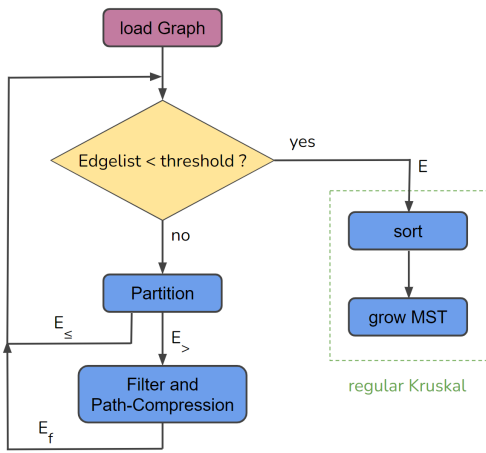 load Graph
Edgelist < threshold ?
yes
E
no
sort
Partition
grow MST
E≤
E>
Filter and
Path-Compression
regular Kruskal
Ef